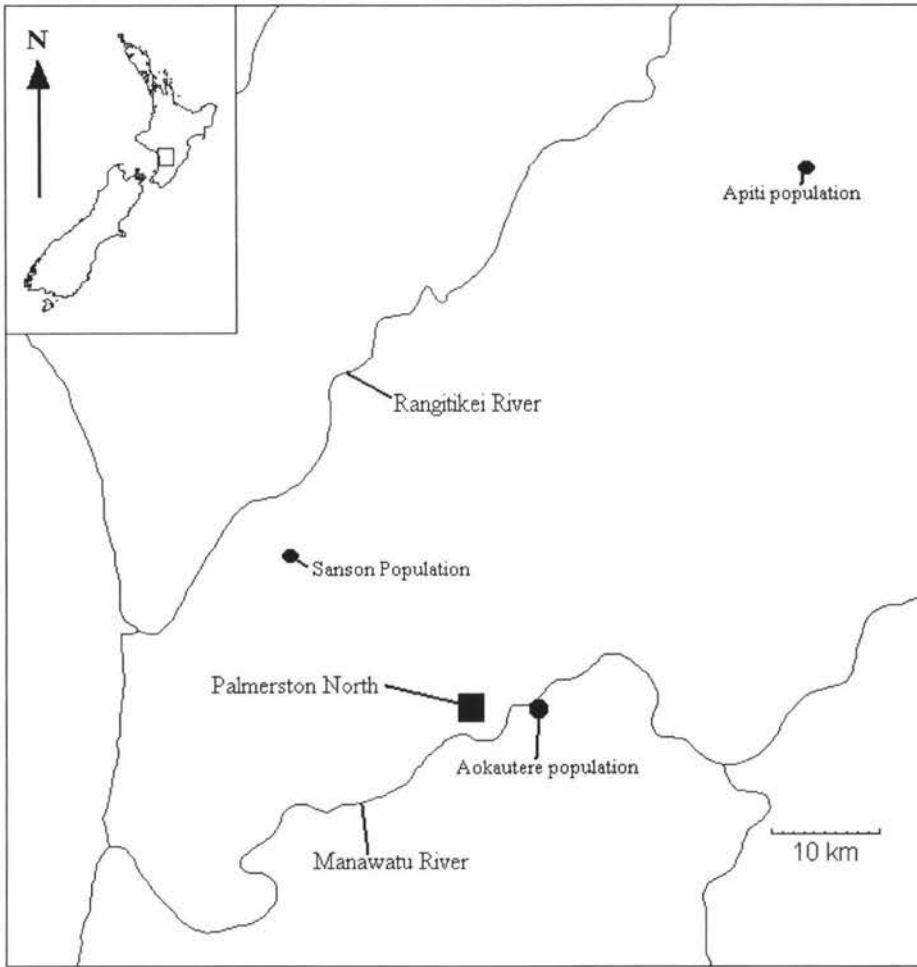 N
Apiti population
Rangitikei River
Sanson Population
Palmerston North
Aokautere population
Manawatu River
10 km